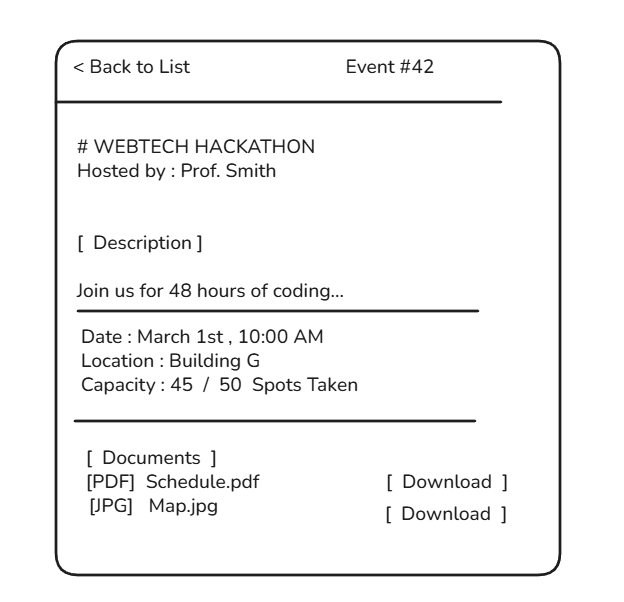 < Back to List Event #42
# WEBTECH HACKATHON
Hosted by : Prof. Smith
[ Description ]
Join us for 48 hours of coding...
Date : March 1st , 10:00 AM
Location : Building G
Capacity : 45 / 50 Spots Taken
[ Documents ]
[PDF] Schedule.pdf [ Download ]
[JPG] Map.jpg [ Download ]